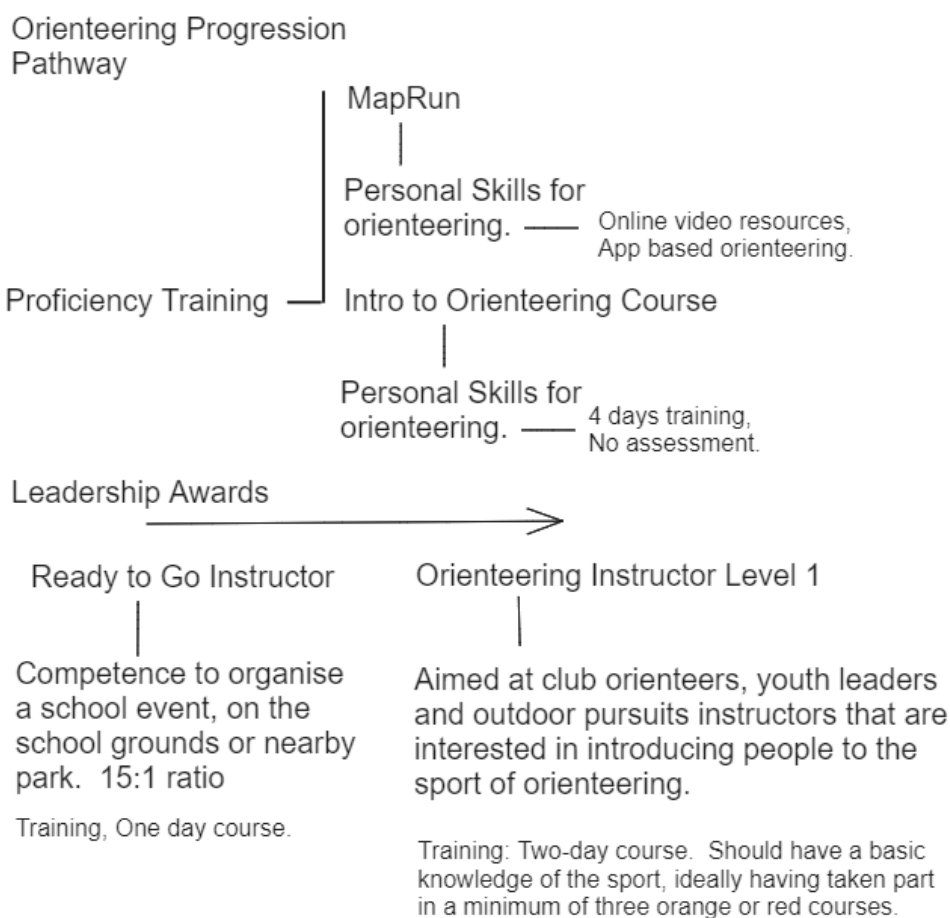 Orienteering Progression
Pathway
MapRun
Personal Skills for
orienteering.
Online video resources,
App based orienteering.
Proficiency Training
Intro to Orienteering Course
Personal Skills for
orienteering.
4 days training,
No assessment.
Leadership Awards
Ready to Go Instructor
Competence to organise
a school event, on the
school grounds or nearby
park.  15:1 ratio
Training, One day course.
Orienteering Instructor Level 1
Aimed at club orienteers, youth leaders
and outdoor pursuits instructors that are
interested in introducing people to the
sport of orienteering.
Training: Two-day course.  Should have a basic
knowledge of the sport, ideally having taken part
in a minimum of three orange or red courses.